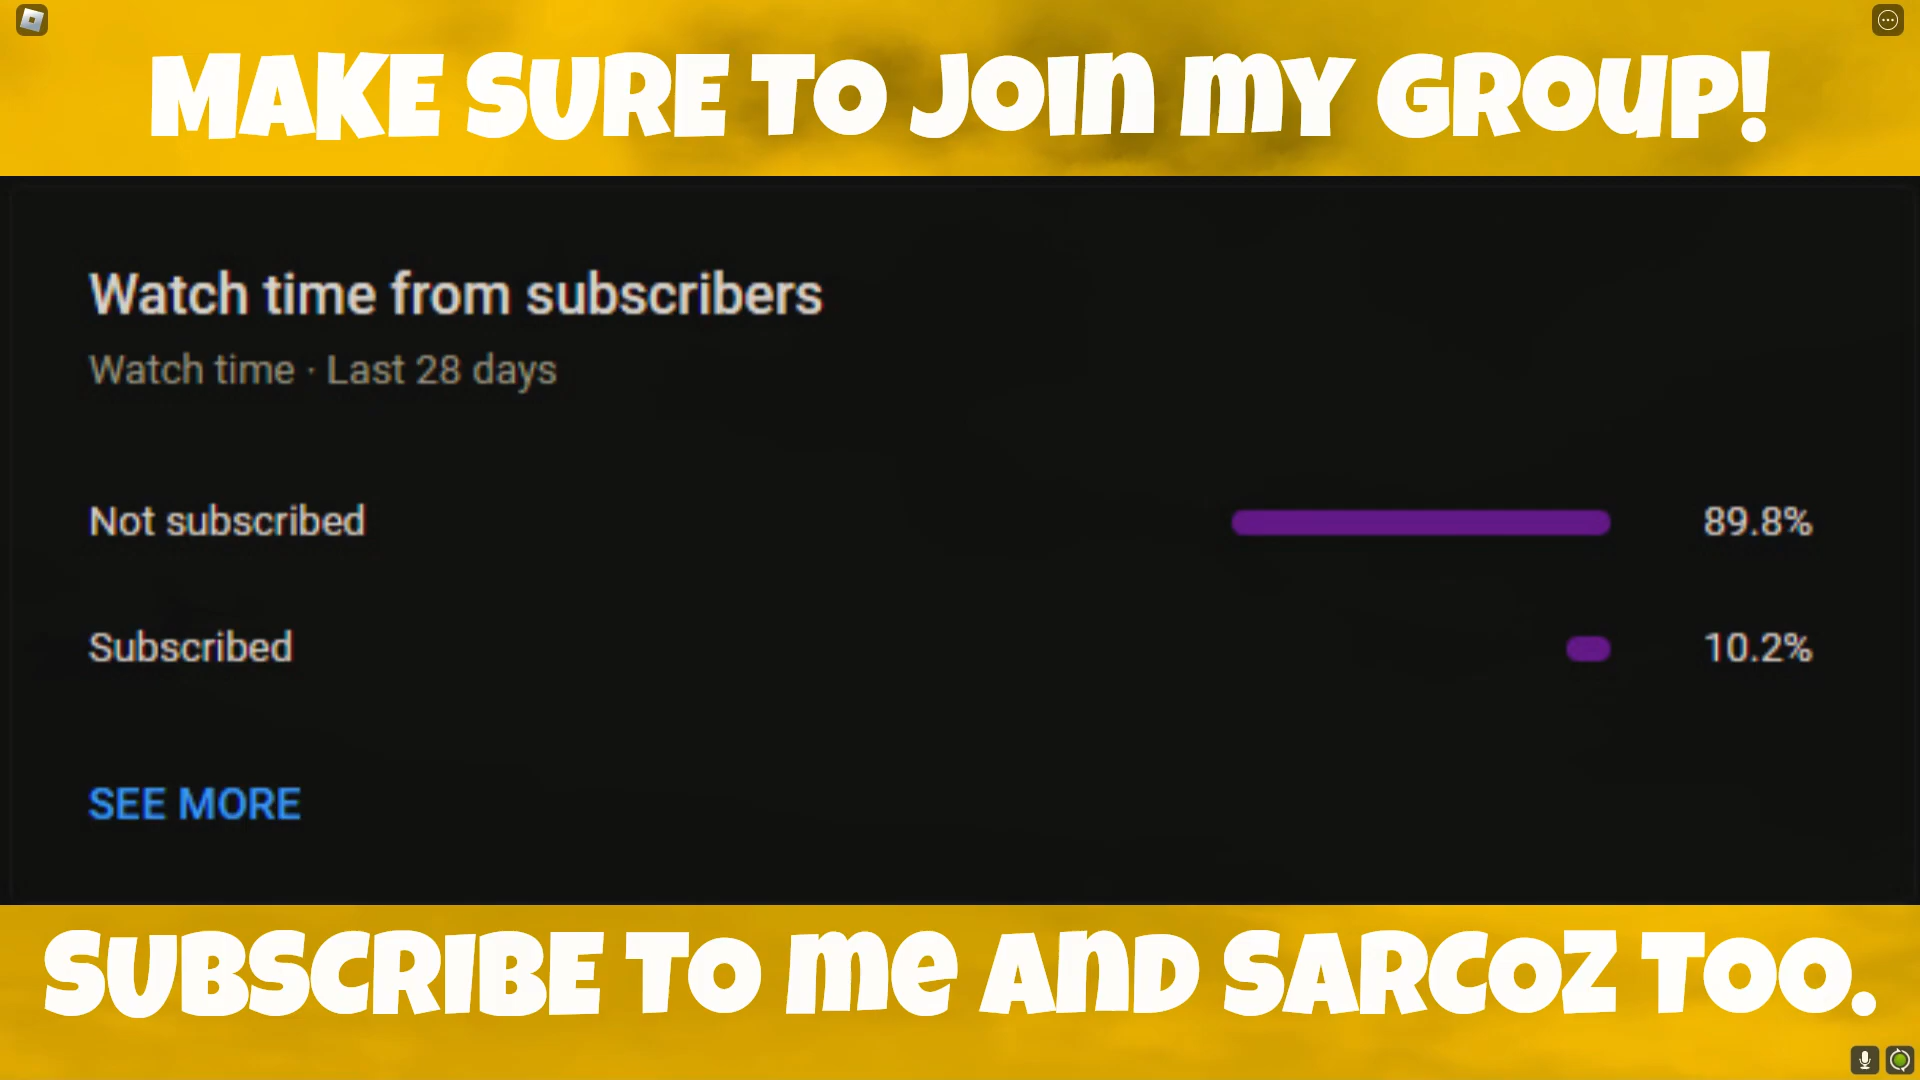 MAKE SURE TO JOIN MY GROUP!
Watch time from subscribers
Watch time · Last 28 days
Not subscribed 89.8%
Subscribed 10.2%
SEE MORE
SUBSCRIBE TO ME AND SARCOZ TOO.